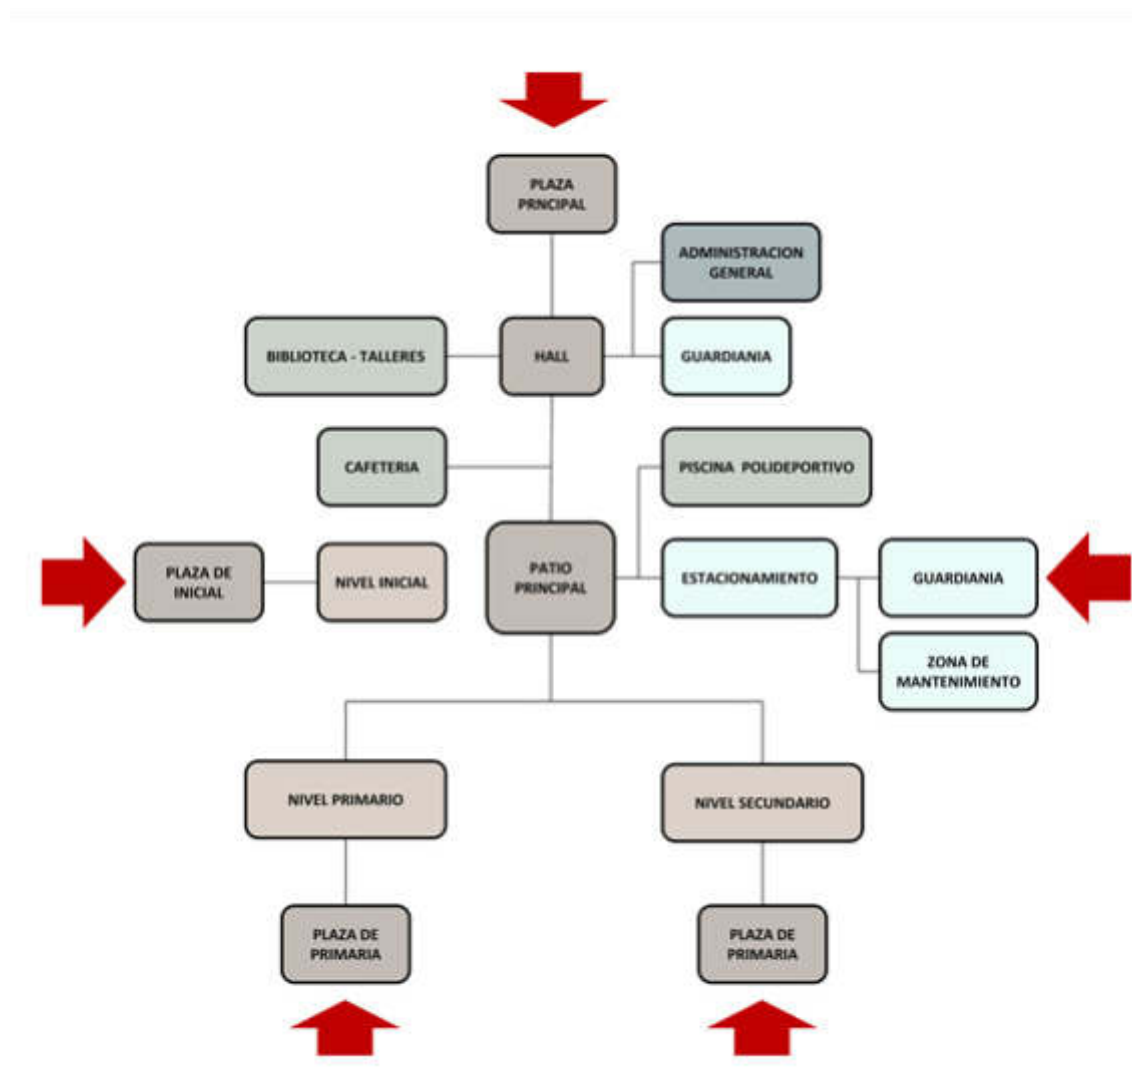 PLAZA
PRNCIPAL
ADMINISTRACION
GENERAL
BIBLIOTECA - TALLERES
HALL
GUARDIANIA
CAFETERIA
PISCINA POLIDEPORTIVO
PLAZA DE
INICIAL
NIVEL INICIAL
PATIO
PRINCIPAL
ESTACIONAMIENTO
GUARDIANIA
ZONA DE
MANTENIMIENTO
NIVEL PRIMARIO
NIVEL SECUNDARIO
PLAZA DE
PRIMARIA
PLAZA DE
PRIMARIA